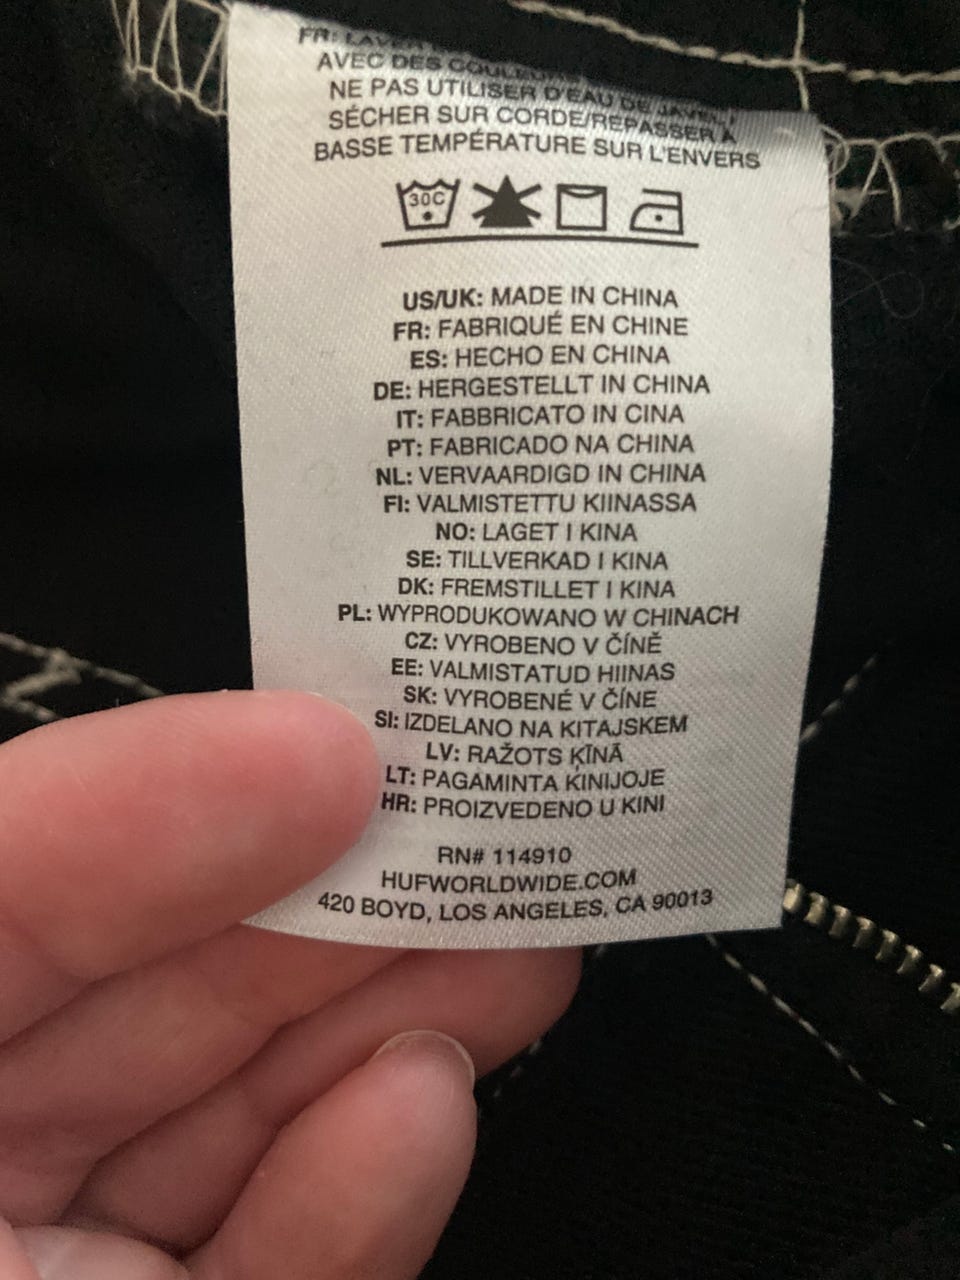 FR: LAVER
AVEC DES COULEURS
NE PAS UTILISER D'EAU DE JAVEL /
SÉCHER SUR CORDE/REPASSER À
BASSE TEMPÉRATURE SUR L'ENVERS
30C
US/UK: MADE IN CHINA
FR: FABRIQUÉ EN CHINE
ES: HECHO EN CHINA
DE: HERGESTELLT IN CHINA
IT: FABBRICATO IN CINA
PT: FABRICADO NA CHINA
NL: VERVAARDIGD IN CHINA
FI: VALMISTETTU KIINASSA
NO: LAGET I KINA
SE: TILLVERKAD I KINA
DK: FREMSTILLET I KINA
PL: WYPRODUKOWANO W CHINACH
CZ: VYROBENO V ČÍNĚ
EE: VALMISTATUD HIINAS
SK: VYROBENÉ V ČÍNE
SI: IZDELANO NA KITAJSKEM
LV: RAŽOTS ĶĪNĀ
LT: PAGAMINTA KINIJOJE
HR: PROIZVEDENO U KINI
RN# 114910
HUFWORLDWIDE.COM
420 BOYD, LOS ANGELES, CA 90013